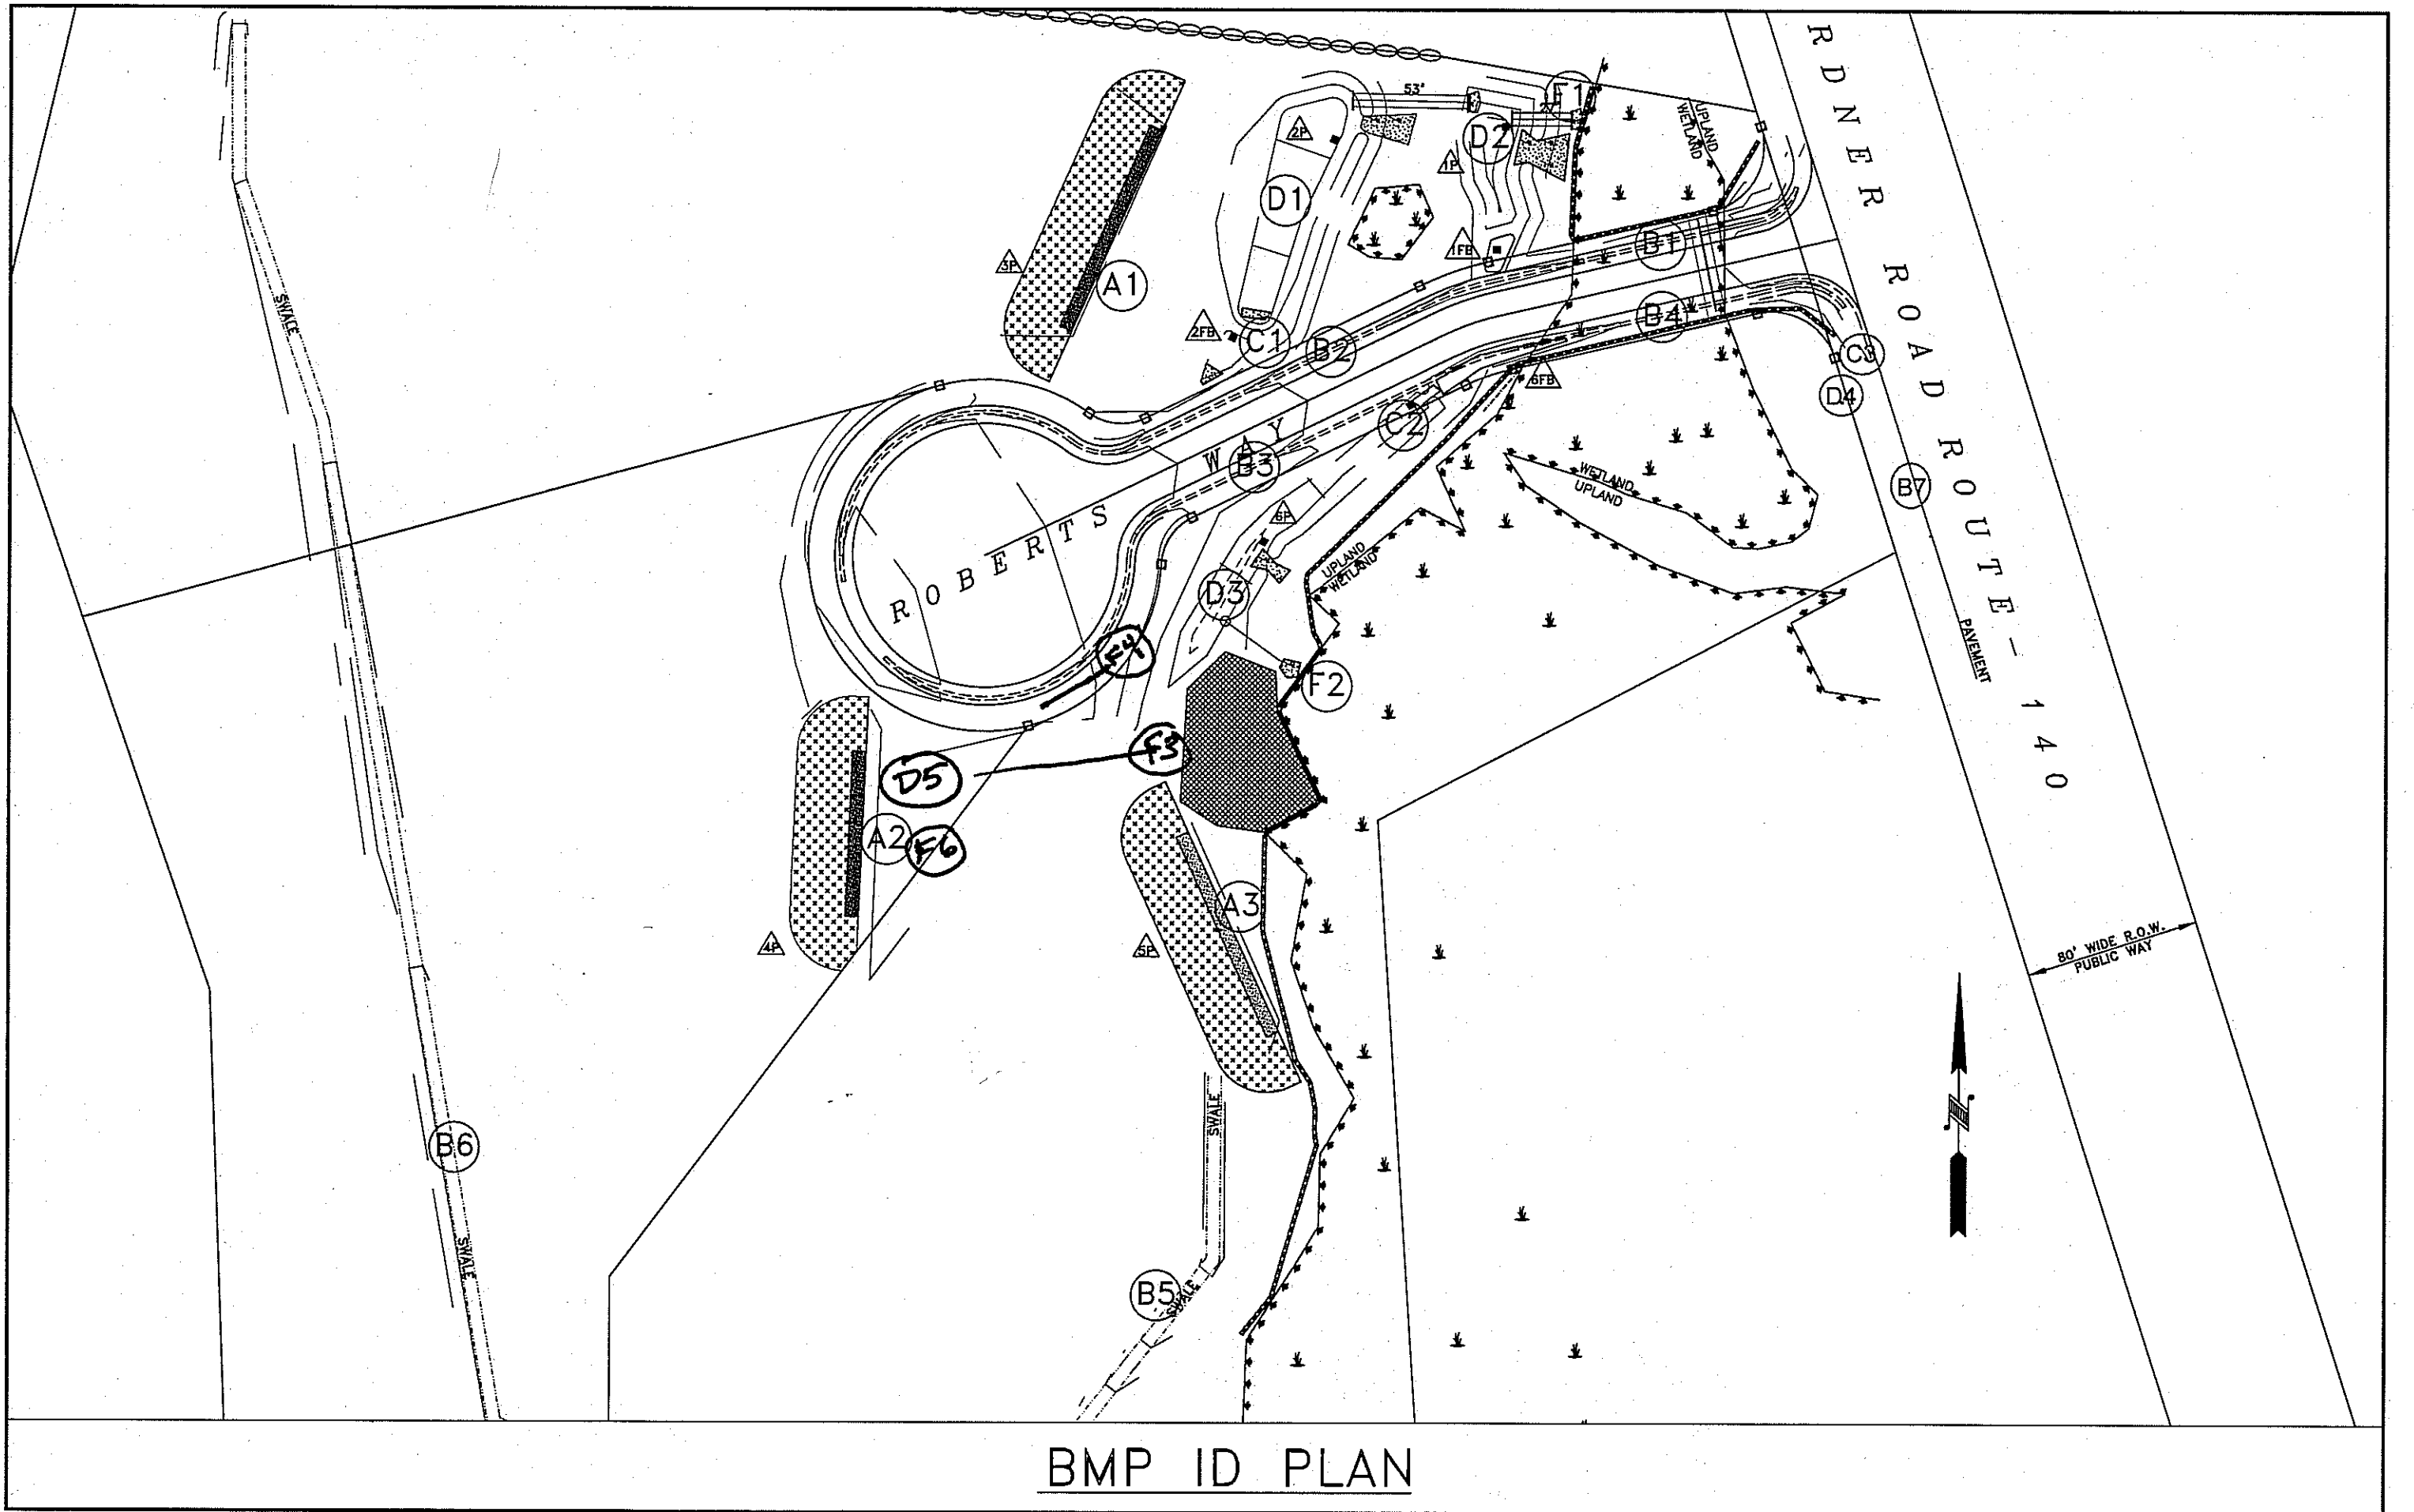 53'
F1
2P
D2
UPLAND
WETLAND
1P
D1
1FB
B1
3P
A1
SWALE
2FB
C1
B2
B4
C3
6FB
D4
C2
B3
ROBERTS WAY
RDNER ROAD ROUTE - 140
B7
WETLAND
UPLAND
6P
UPLAND
WETLAND
D3
F4
F2
PAVEMENT
F3
D5
A2
F6
A3
4P
5P
80' WIDE R.O.W.
PUBLIC WAY
SWALE
B6
SWALE
B5
SWALE
BMP ID PLAN